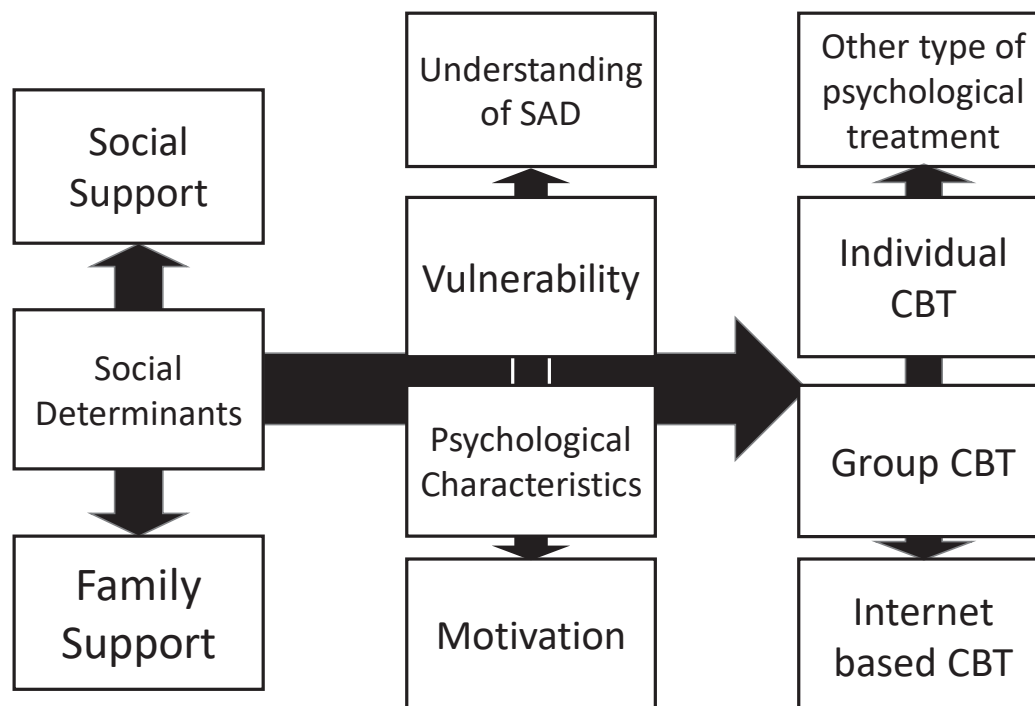 Social
Support
Social
Determinants
Family
Support
Understanding
of SAD
Vulnerability
Psychological
Characteristics
Motivation
Other type of
psychological
treatment
Individual
CBT
Group CBT
Internet
based CBT